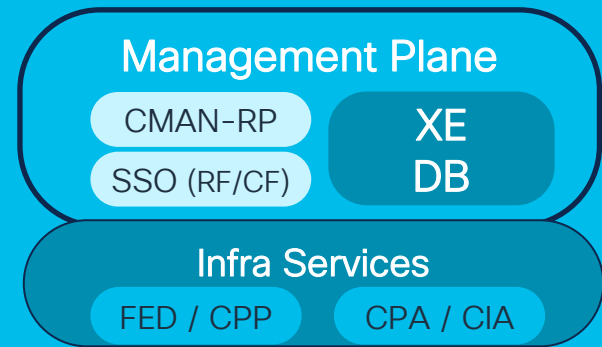 Management Plane
CMAN-RP
SSO (RF/CF)
XE
DB
Infra Services
FED / CPP
CPA / CIA